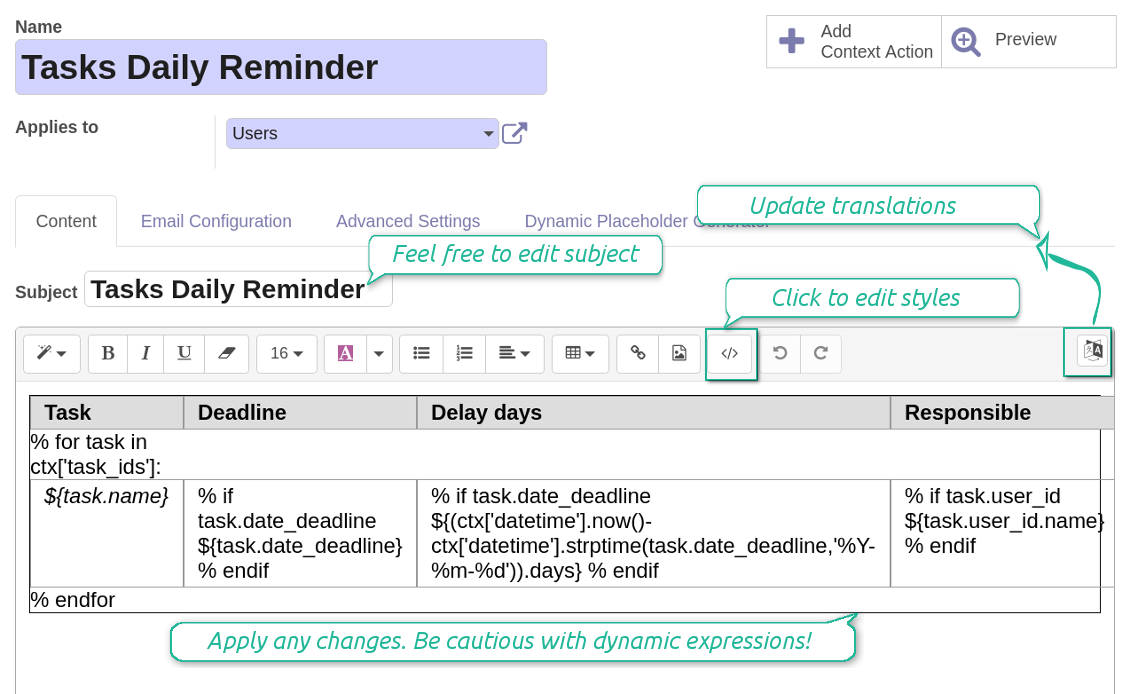 Name
Tasks Daily Reminder
Add
Context Action
Preview
Applies to
Users
Update translations
Content
Email Configuration
Advanced Settings
Dynamic Placeholder Generator
Feel free to edit subject
Subject
Tasks Daily Reminder
Click to edit styles
B
I
U
16
A
</>
Task
Deadline
Delay days
Responsible
% for task in
ctx['task_ids']:
${task.name}
% if
task.date_deadline
${task.date_deadline}
% endif
% if task.date_deadline
${(ctx['datetime'].now()-
ctx['datetime'].strptime(task.date_deadline,'%Y-
%m-%d')).days} % endif
% if task.user_id
${task.user_id.name}
% endif
% endfor
Apply any changes. Be cautious with dynamic expressions!